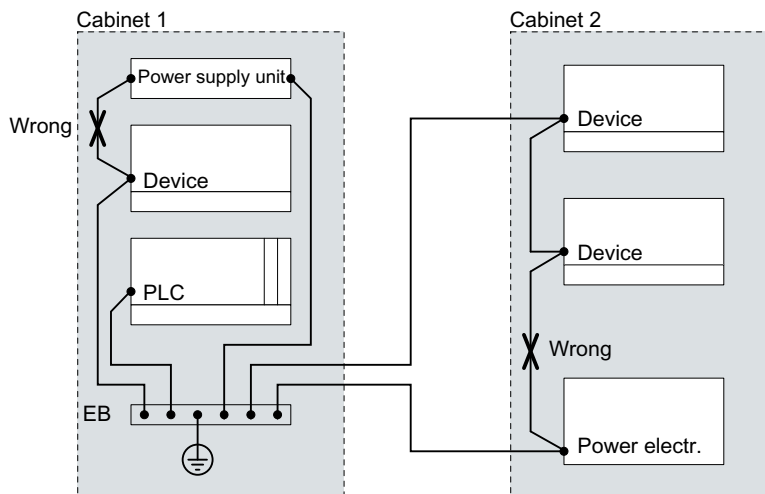 Cabinet 1
Cabinet 2
Power supply unit
Wrong
Device
Device
PLC
Device
Wrong
EB
Power electr.